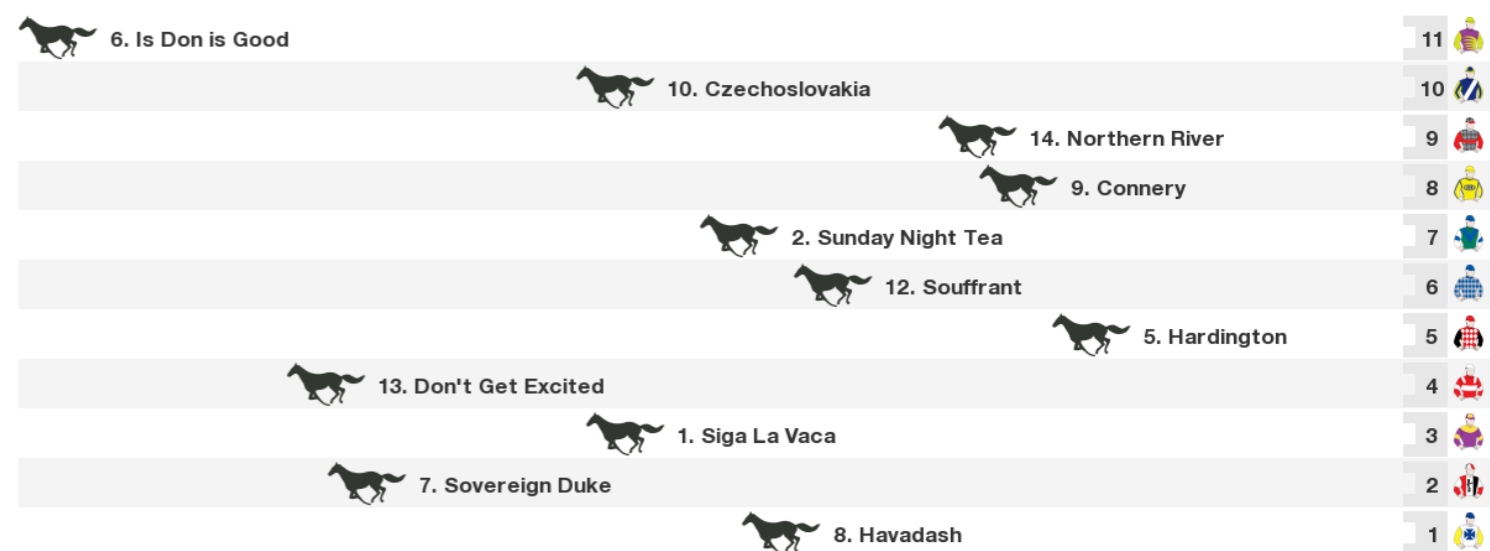 6. Is Don is Good 11
10. Czechoslovakia 10
14. Northern River 9
9. Connery 8
2. Sunday Night Tea 7
12. Souffrant 6
5. Hardington 5
13. Don't Get Excited 4
1. Siga La Vaca 3
7. Sovereign Duke 2
8. Havadash 1